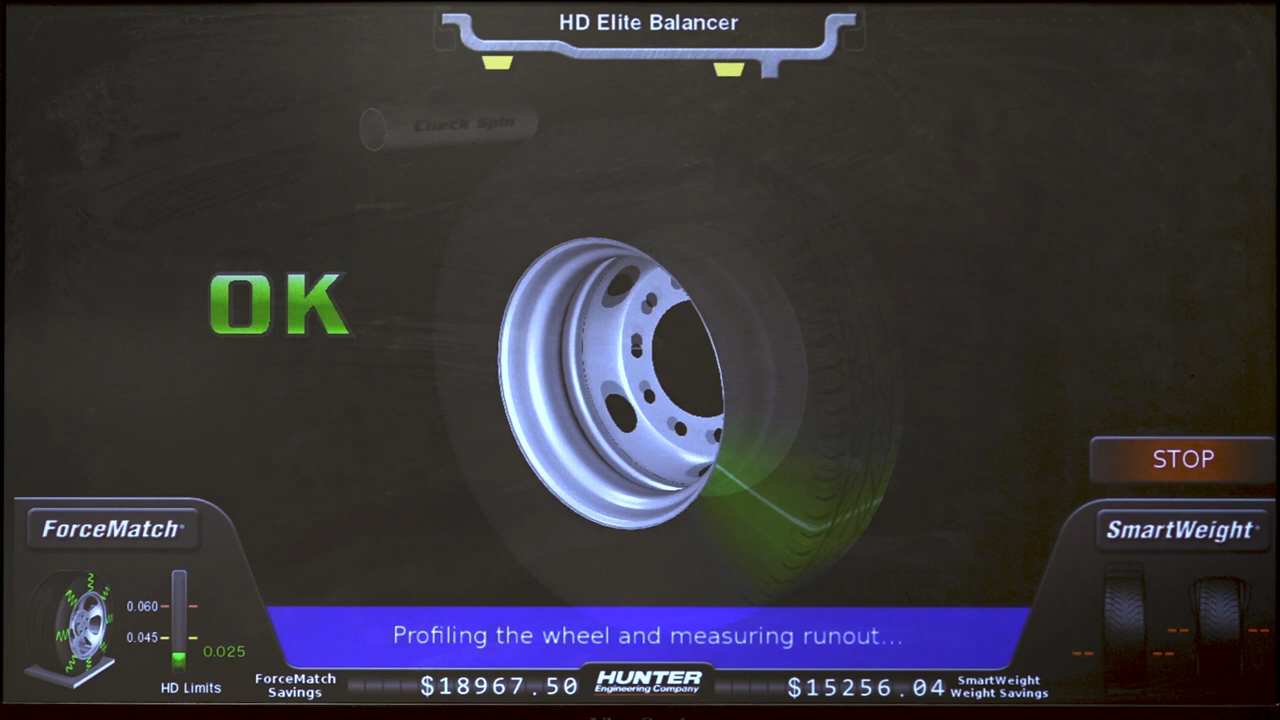 HD Elite Balancer
Check Spin
OK
STOP
ForceMatch®
SmartWeight®
0.060
0.045
0.025
HD Limits
Profiling the wheel and measuring runout...
ForceMatch
Savings
$18967.50
HUNTER
Engineering Company
$15256.04
SmartWeight
Weight Savings